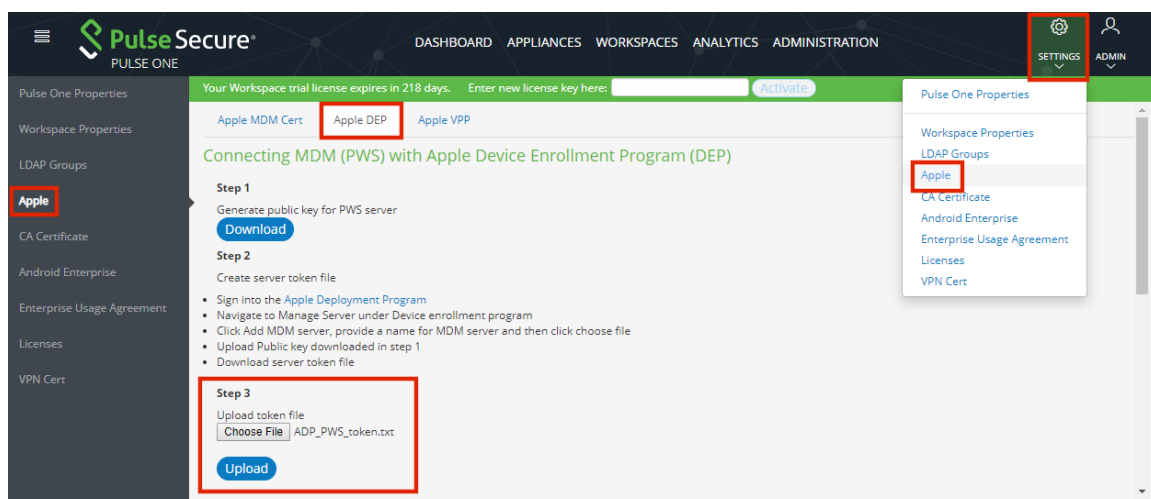 Pulse Secure®
PULSE ONE
DASHBOARD APPLIANCES WORKSPACES ANALYTICS ADMINISTRATION
SETTINGS
ADMIN
Your Workspace trial license expires in 218 days. Enter new license key here: Activate
Pulse One Properties
Workspace Properties
LDAP Groups
Apple
CA Certificate
Android Enterprise
Enterprise Usage Agreement
Licenses
VPN Cert
Apple MDM Cert Apple DEP Apple VPP
Connecting MDM (PWS) with Apple Device Enrollment Program (DEP)
Step 1
Generate public key for PWS server
Download
Step 2
Create server token file
• Sign into the Apple Deployment Program
• Navigate to Manage Server under Device enrollment program
• Click Add MDM server, provide a name for MDM server and then click choose file
• Upload Public key downloaded in step 1
• Download server token file
Step 3
Upload token file
Choose File ADP_PWS_token.txt
Upload
Pulse One Properties
Workspace Properties
LDAP Groups
Apple
CA Certificate
Android Enterprise
Enterprise Usage Agreement
Licenses
VPN Cert